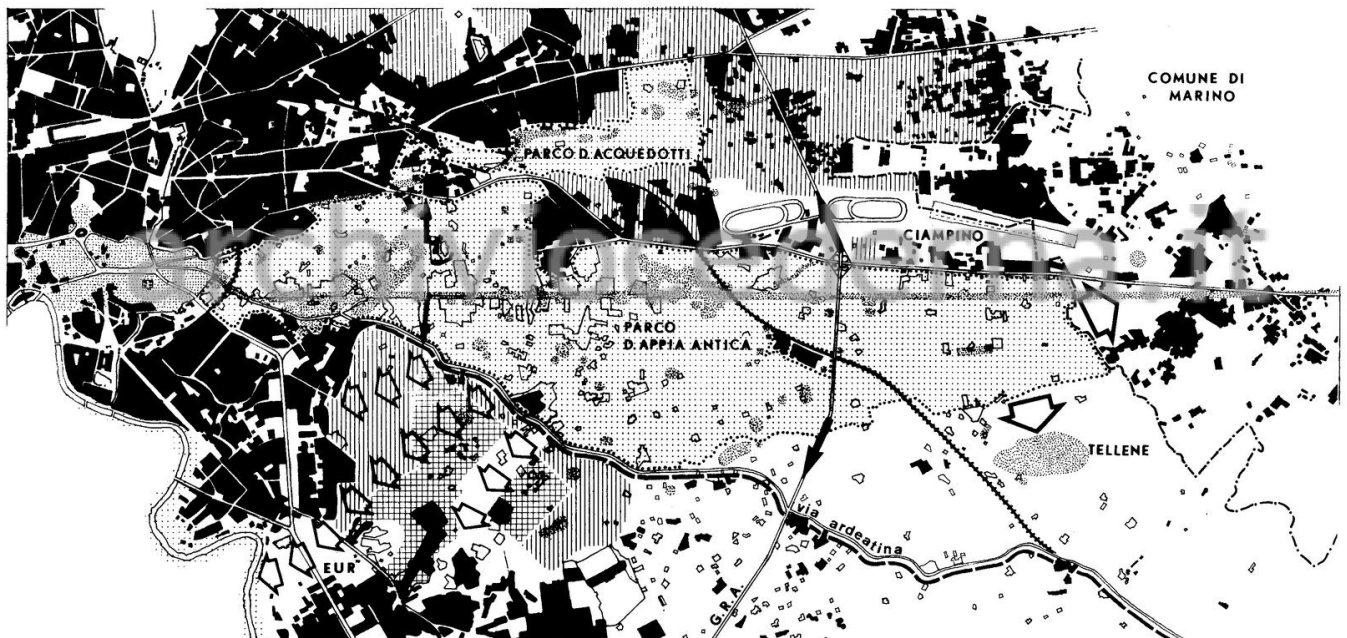 COMUNE DI
MARINO
PARCO D'ACQUEDOTTI
CIAMPINO
archiviocederna.it
PARCO
D'APPIA ANTICA
TELLENE
via ardeatina
EUR
G.R.A.